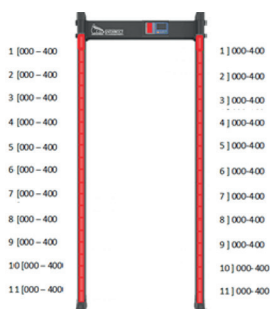 1 [000 – 400
2 [000 – 400
3 [000 – 400
4 [000 – 400
5 [000 – 400
6 [000 – 400
7 [000 – 400
8 [000 – 400
9 [000 – 400
10 [000 – 400
11 [000 – 400
1 ] 000-400
2 ] 000-400
3 ] 000-400
4 ] 000-400
5 ] 000-400
6 ] 000-400
7 ] 000-400
8 ] 000-400
9 ] 000-400
10 ] 000-400
11 ] 000-400